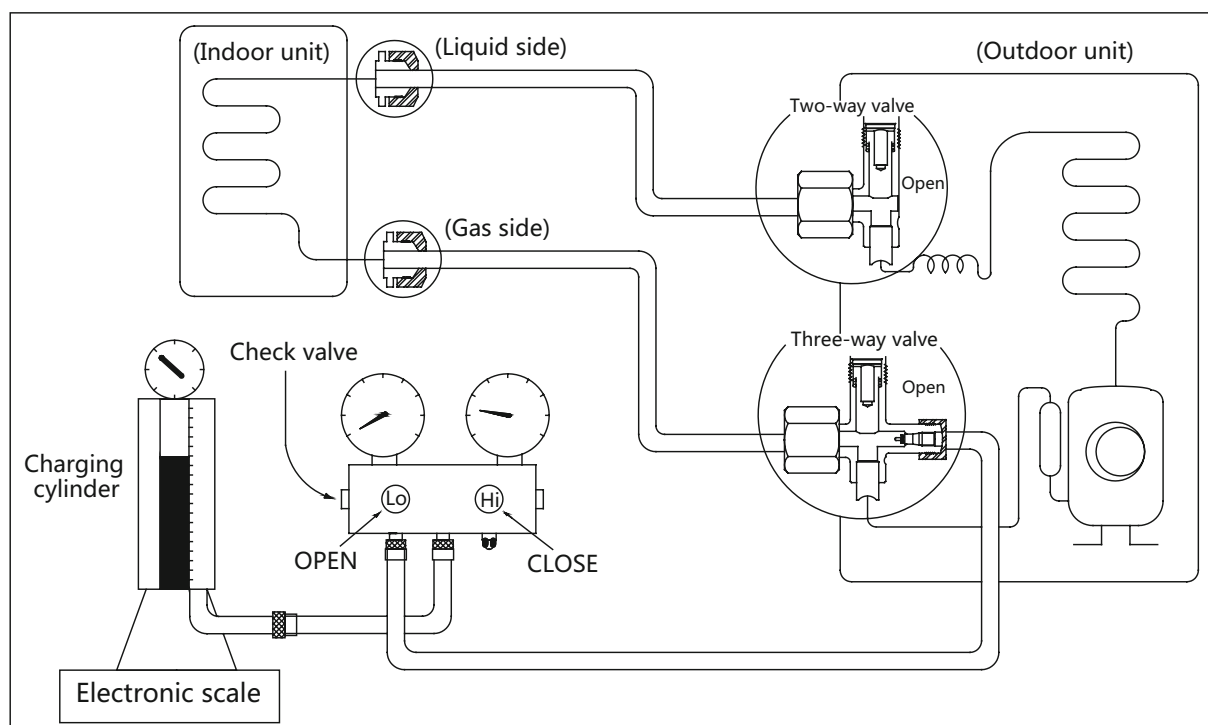 (Indoor unit)
(Liquid side)
(Outdoor unit)
Two-way valve
Open
(Gas side)
Three-way valve
Open
Check valve
Charging
cylinder
Lo
Hi
OPEN
CLOSE
Electronic scale